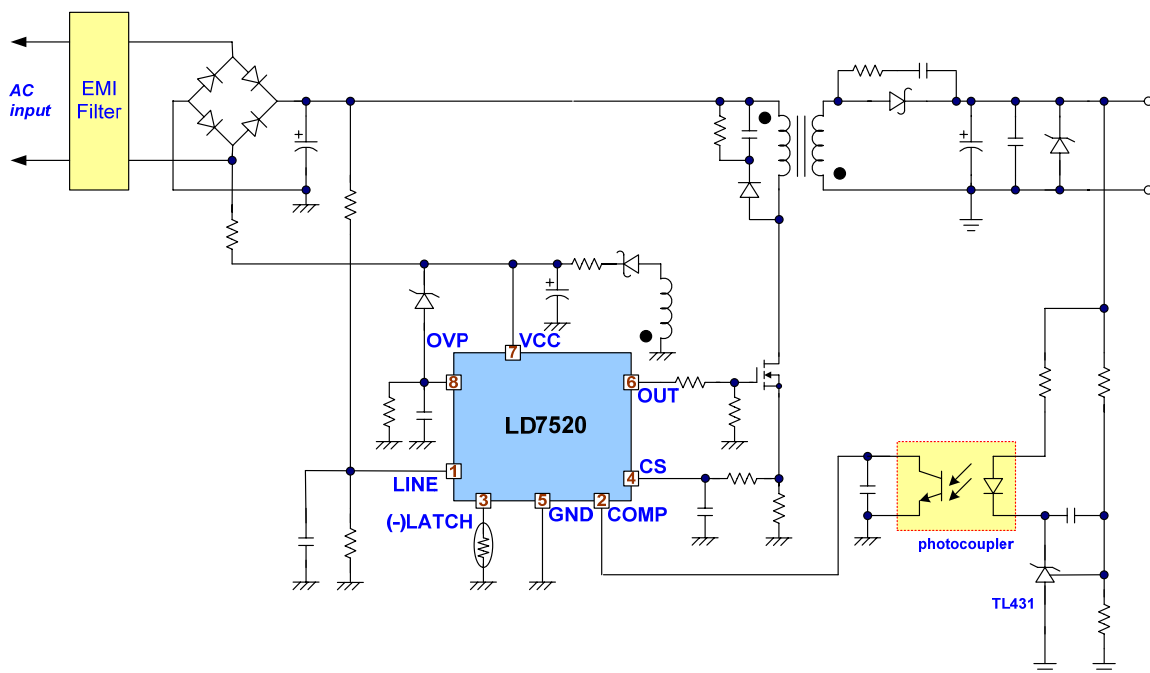 AC
input
EMI
Filter
+
+
+
OVP
VCC
7
8
6
OUT
LD7520
1
LINE
CS
4
3
5
2
(-)LATCH
GND
COMP
photocoupler
TL431